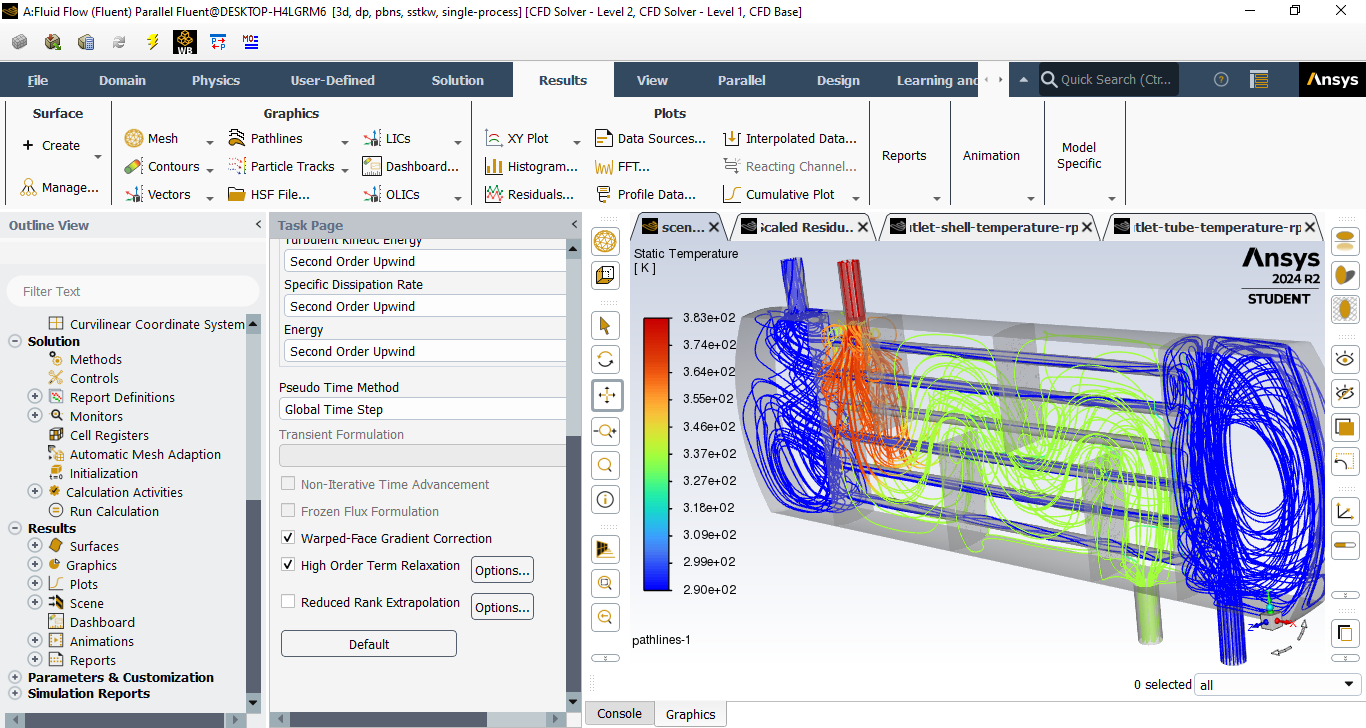 A:Fluid Flow (Fluent) Parallel Fluent@DESKTOP-H4LGRM6 [3d, dp, pbns, sstkw, single-process] [CFD Solver - Level 2, CFD Solver - Level 1, CFD Base]
WB
File Domain Physics User-Defined Solution Results View Parallel Design Learning and Quick Search (Ctr... Ansys
Surface Graphics Plots
Create Mesh Pathlines LICs XY Plot Data Sources... Interpolated Data...
Contours Particle Tracks Dashboard... Histogram... FFT... Reacting Channel...
Manage... Vectors HSF File... OLICs Residuals... Profile Data... Cumulative Plot
Reports Animation Model
Specific
Outline View
Filter Text
Curvilinear Coordinate System
Solution
Methods
Controls
Report Definitions
Monitors
Cell Registers
Automatic Mesh Adaption
Initialization
Calculation Activities
Run Calculation
Results
Surfaces
Graphics
Plots
Scene
Dashboard
Animations
Reports
Parameters & Customization
Simulation Reports
Task Page
Turbulent Kinetic Energy
Second Order Upwind
Specific Dissipation Rate
Second Order Upwind
Energy
Second Order Upwind
Pseudo Time Method
Global Time Step
Transient Formulation
Non-Iterative Time Advancement
Frozen Flux Formulation
Warped-Face Gradient Correction
High Order Term Relaxation Options...
Reduced Rank Extrapolation Options...
Default
scen... Scaled Residu.. tlet-shell-temperature-rp tlet-tube-temperature-rp
Static Temperature
[ K ]
Ansys
2024 R2
STUDENT
3.83e+02
3.74e+02
3.64e+02
3.55e+02
3.46e+02
3.37e+02
3.27e+02
3.18e+02
3.09e+02
2.99e+02
2.90e+02
Z X
pathlines-1
0 selected all
Console Graphics